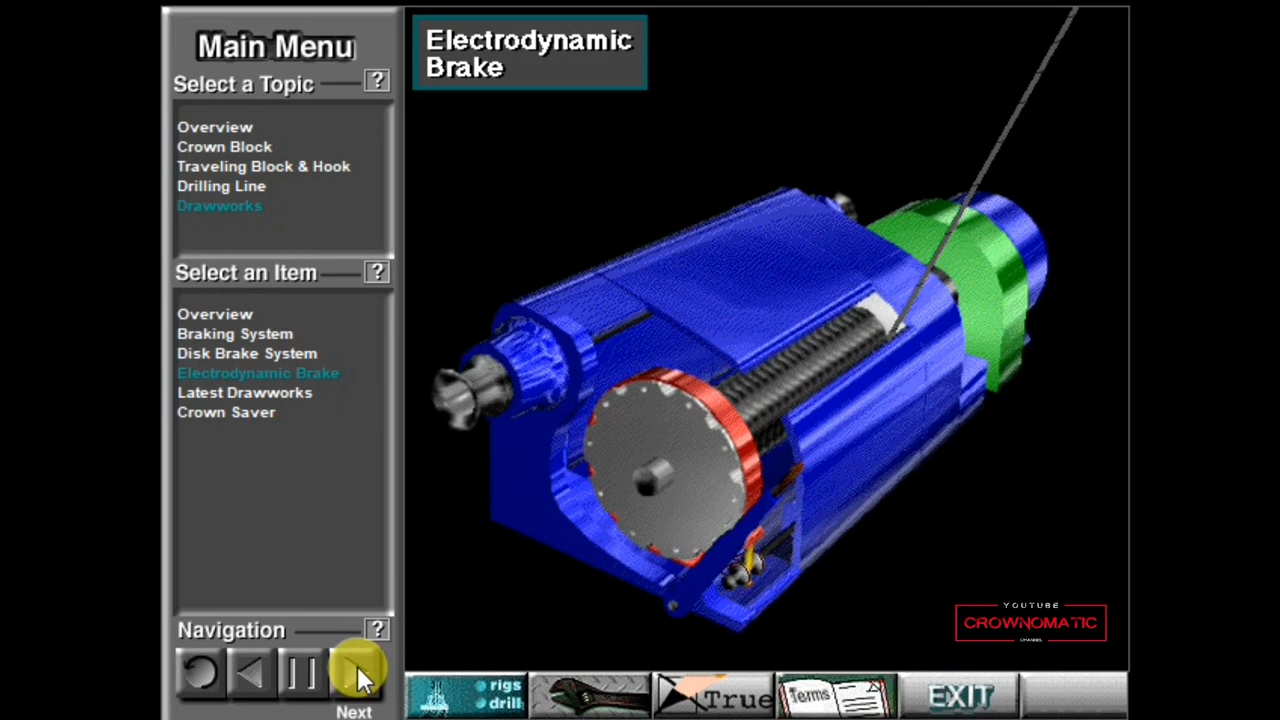 Main Menu
Select a Topic
?
Overview
Crown Block
Traveling Block & Hook
Drilling Line
Drawworks
Select an Item
?
Overview
Braking System
Disk Brake System
Electrodynamic Brake
Latest Drawworks
Crown Saver
Navigation
?
Next
Electrodynamic
Brake
YOUTUBE
CROWNOMATIC
CHANNEL
rigs
drill
True
Terms
EXIT